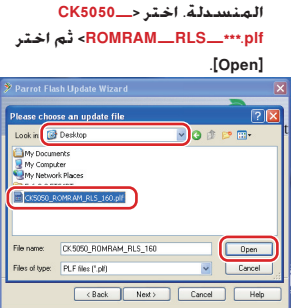 المنسدلة. اختر <CK5050__
ROMRAM__RLS__***.plf> ثم اختر
[Open].
Parrot Flash Update Wizard
Please choose an update file
Look in: Desktop
My Documents
My Computer
My Network Places
CK5050_ROMRAM_RLS_160.plf
File name: CK5050_ROMRAM_RLS_160 Open
Files of type: PLF files (*.plf) Cancel
< Back Next > Cancel Help